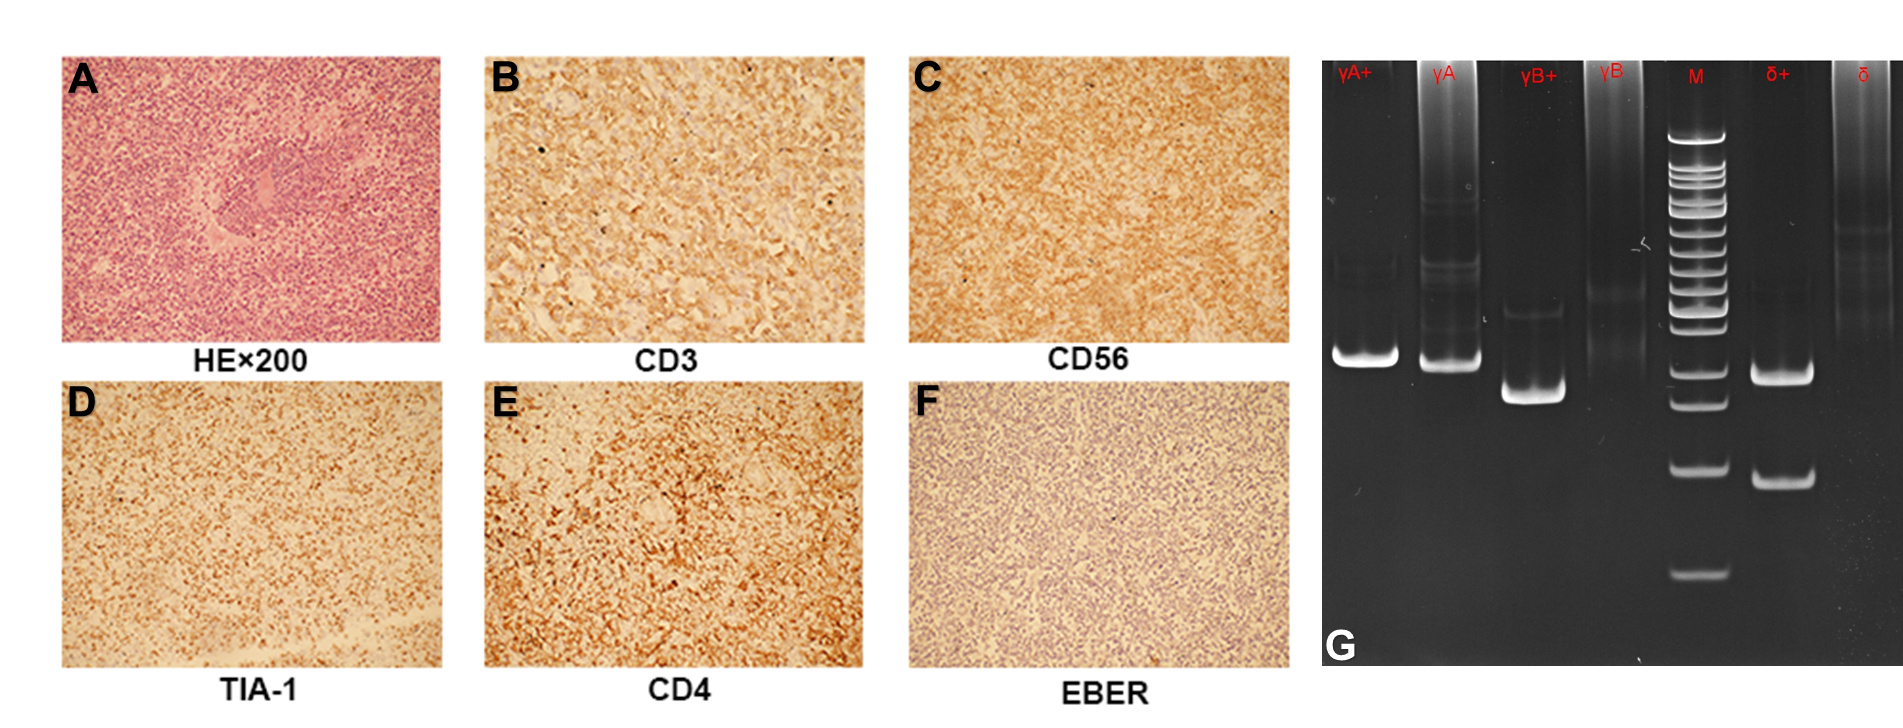 A
B
C
HE×200
CD3
CD56
D
E
F
TIA-1
CD4
EBER
γA+
γA
γB+
γB
M
δ+
δ
G